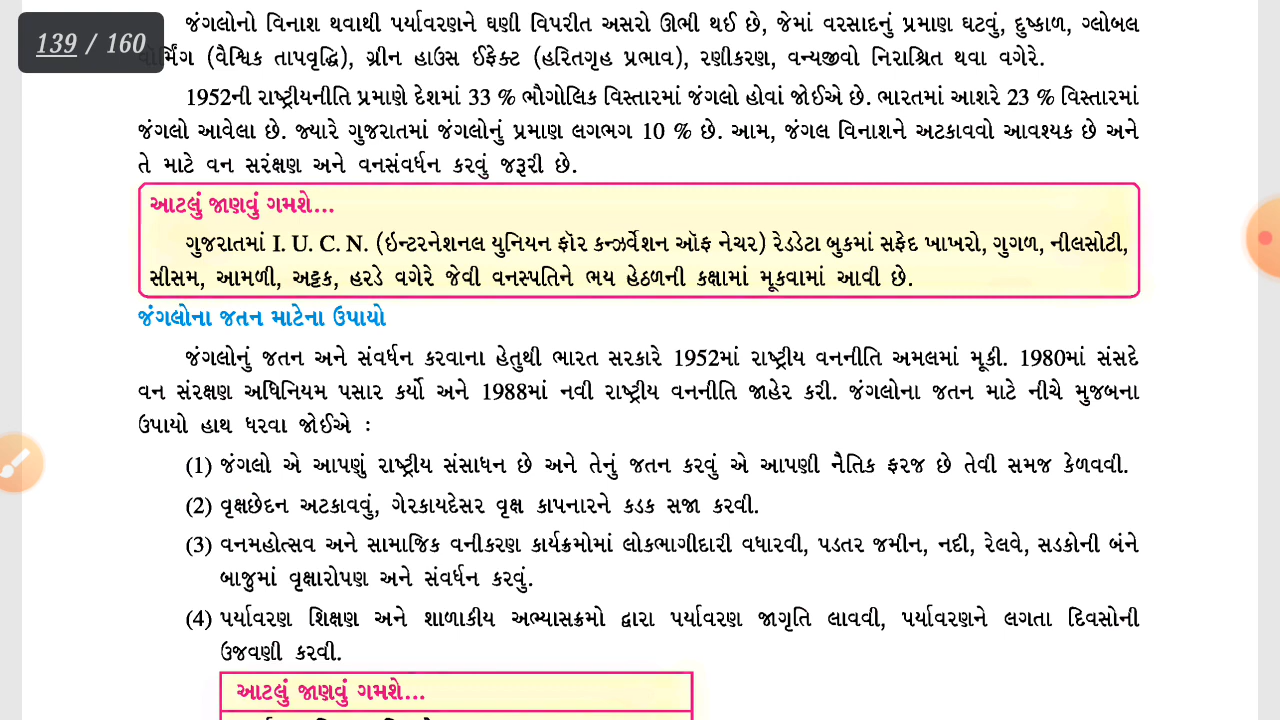 જંગલોનો વિનાશ થવાથી પર્યાવરણને ઘણી વિપરીત અસરો ઊભી થઈ છે, જેમાં વરસાદનું પ્રમાણ ઘટવું, દુષ્કાળ, ગ્લોબલ
139 / 160
(વૈશ્વિક તાપવૃદ્ધિ), ગ્રીન હાઉસ ઈફેક્ટ (હરિતગૃહ પ્રભાવ), રણીકરણ, વન્યજીવો નિરાશ્રિત થવા વગેરે.
1952ની રાષ્ટ્રીયનીતિ પ્રમાણે દેશમાં 33 % ભૌગોલિક વિસ્તારમાં જંગલો હોવાં જોઈએ છે. ભારતમાં આશરે 23 % વિસ્તારમાં
જંગલો આવેલા છે. જ્યારે ગુજરાતમાં જંગલોનું પ્રમાણ લગભગ 10 % છે. આમ, જંગલ વિનાશને અટકાવવો આવશ્યક છે અને
તે માટે વન સરંક્ષણ અને વનસંવર્ધન કરવું જરૂરી છે.
આટલું જાણવું ગમશે...
ગુજરાતમાં I. U. C. N. (ઇન્ટરનેશનલ યુનિયન ફૉર કન્ઝર્વેશન ઑફ નેચર) રેડડેટા બુકમાં સફેદ ખાખરો, ગુગળ, નીલસોટી,
સીસમ, આમળી, અટ્ટક, હરડે વગેરે જેવી વનસ્પતિને ભય હેઠળની કક્ષામાં મૂકવામાં આવી છે.
જંગલોના જતન માટેના ઉપાયો
જંગલોનું જતન અને સંવર્ધન કરવાના હેતુથી ભારત સરકારે 1952માં રાષ્ટ્રીય વનનીતિ અમલમાં મૂકી. 1980માં સંસદે
વન સંરક્ષણ અધિનિયમ પસાર કર્યો અને 1988માં નવી રાષ્ટ્રીય વનનીતિ જાહેર કરી. જંગલોના જતન માટે નીચે મુજબના
ઉપાયો હાથ ધરવા જોઈએ :
(1) જંગલો એ આપણું રાષ્ટ્રીય સંસાધન છે અને તેનું જતન કરવું એ આપણી નૈતિક ફરજ છે તેવી સમજ કેળવવી.
(2) વૃક્ષછેદન અટકાવવું, ગેરકાયદેસર વૃક્ષ કાપનારને કડક સજા કરવી.
(3) વનમહોત્સવ અને સામાજિક વનીકરણ કાર્યક્રમોમાં લોકભાગીદારી વધારવી, પડતર જમીન, નદી, રેલવે, સડકોની બંને
બાજુમાં વૃક્ષારોપણ અને સંવર્ધન કરવું.
(4) પર્યાવરણ શિક્ષણ અને શાળાકીય અભ્યાસક્રમો દ્વારા પર્યાવરણ જાગૃતિ લાવવી, પર્યાવરણને લગતા દિવસોની
ઉજવણી કરવી.
આટલું જાણવું ગમશે...